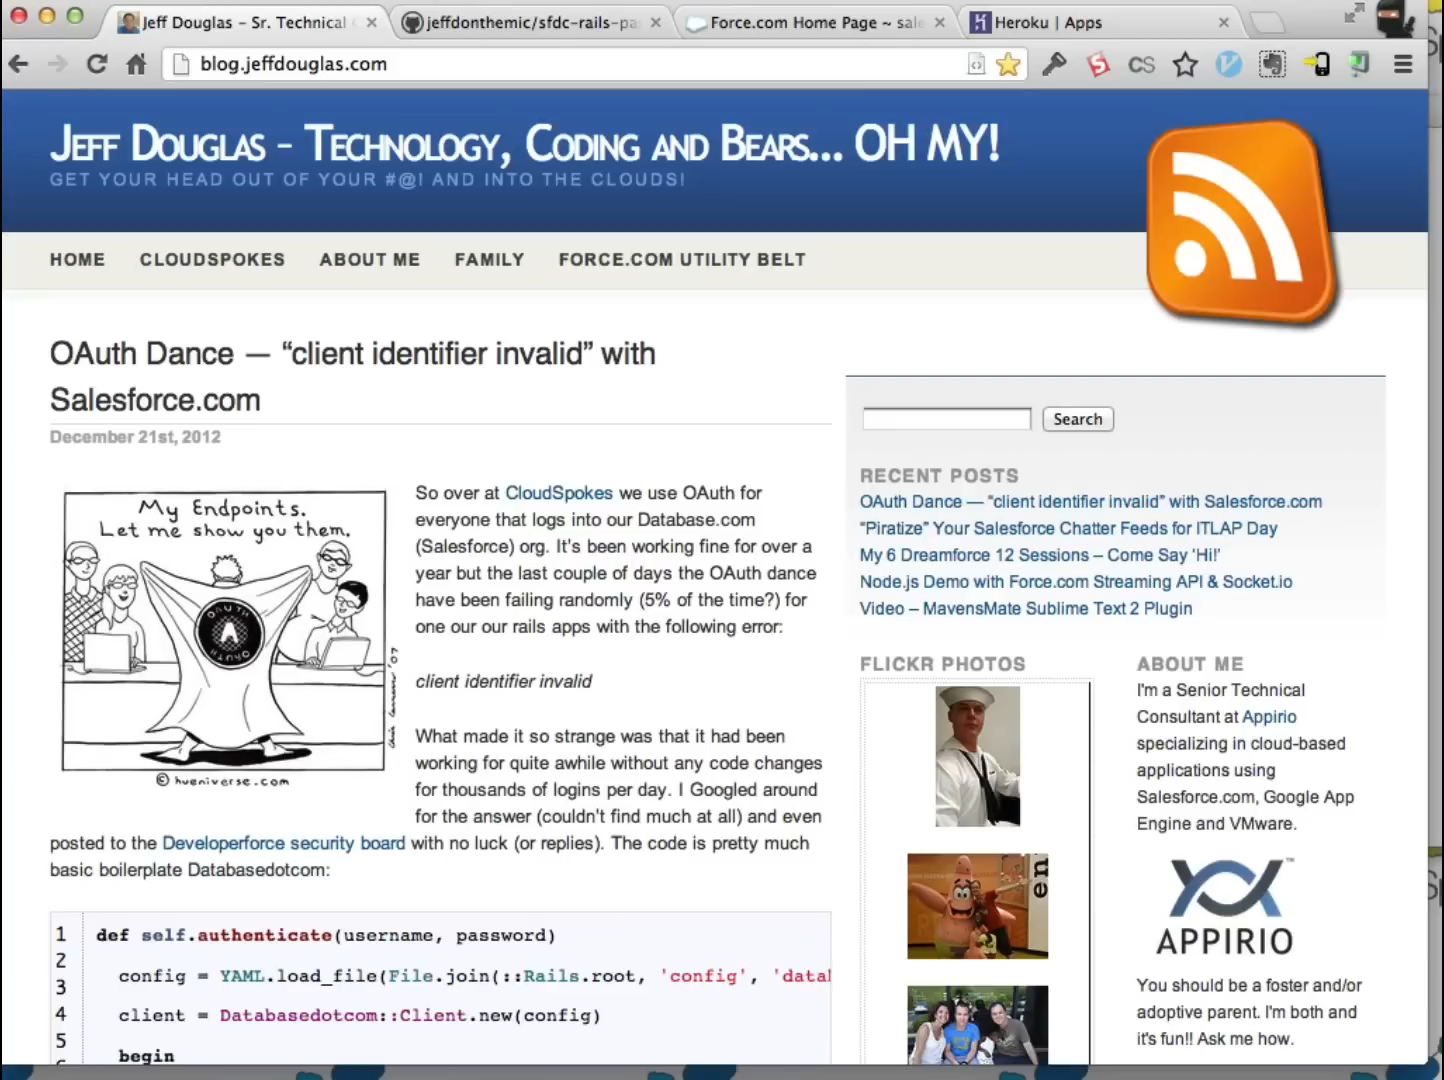 Jeff Douglas - Sr. Technical
jeffdonthemic/sfdc-rails-pa
Force.com Home Page ~ sale
Heroku | Apps
blog.jeffdouglas.com
CS
JEFF DOUGLAS – TECHNOLOGY, CODING AND BEARS... OH MY!
GET YOUR HEAD OUT OF YOUR #@! AND INTO THE CLOUDS!
HOME
CLOUDSPOKES
ABOUT ME
FAMILY
FORCE.COM UTILITY BELT
OAuth Dance — “client identifier invalid” with
Salesforce.com
December 21st, 2012
My Endpoints.
Let me show you them.
OAUTH
A
OAUTH
© hueniverse.com
So over at CloudSpokes we use OAuth for
everyone that logs into our Database.com
(Salesforce) org. It’s been working fine for over a
year but the last couple of days the OAuth dance
have been failing randomly (5% of the time?) for
one our our rails apps with the following error:
client identifier invalid
What made it so strange was that it had been
working for quite awhile without any code changes
for thousands of logins per day. I Googled around
for the answer (couldn’t find much at all) and even
posted to the Developerforce security board with no luck (or replies). The code is pretty much
basic boilerplate Databasedotcom:
1 def self.authenticate(username, password)
2
3 config = YAML.load_file(File.join(::Rails.root, 'config', 'data
4 client = Databasedotcom::Client.new(config)
5
begin
Search
RECENT POSTS
OAuth Dance — “client identifier invalid” with Salesforce.com
“Piratize” Your Salesforce Chatter Feeds for ITLAP Day
My 6 Dreamforce 12 Sessions – Come Say ‘Hi!’
Node.js Demo with Force.com Streaming API & Socket.io
Video – MavensMate Sublime Text 2 Plugin
FLICKR PHOTOS
en
ABOUT ME
I'm a Senior Technical
Consultant at Appirio
specializing in cloud-based
applications using
Salesforce.com, Google App
Engine and VMware.
APPIRIO
™
You should be a foster and/or
adoptive parent. I'm both and
it's fun!! Ask me how.